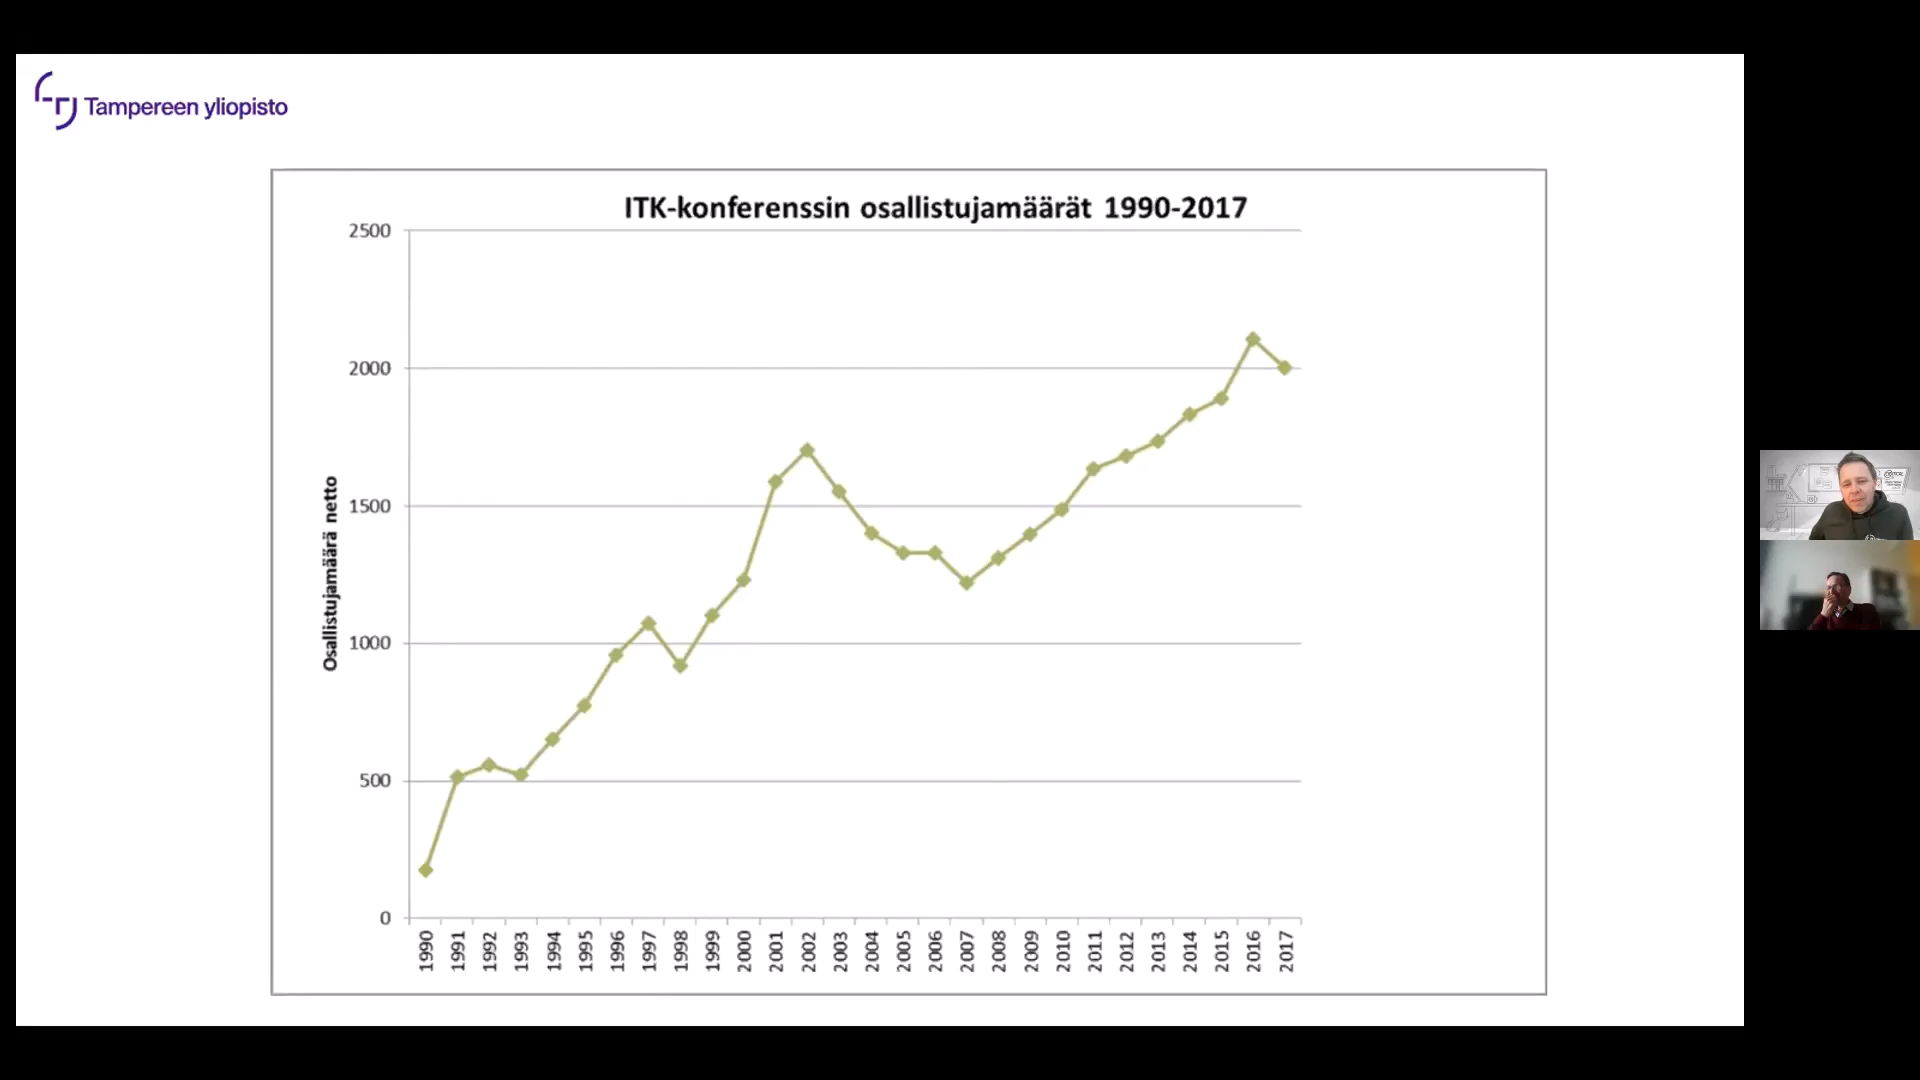 Tampereen yliopisto
ITK-konferenssin osallistujamäärät 1990-2017
Osallistujamäärä netto
2500
2000
1500
1000
500
0
1990 1991 1992 1993 1994 1995 1996 1997 1998 1999 2000 2001 2002 2003 2004 2005 2006 2007 2008 2009 2010 2011 2012 2013 2014 2015 2016 2017